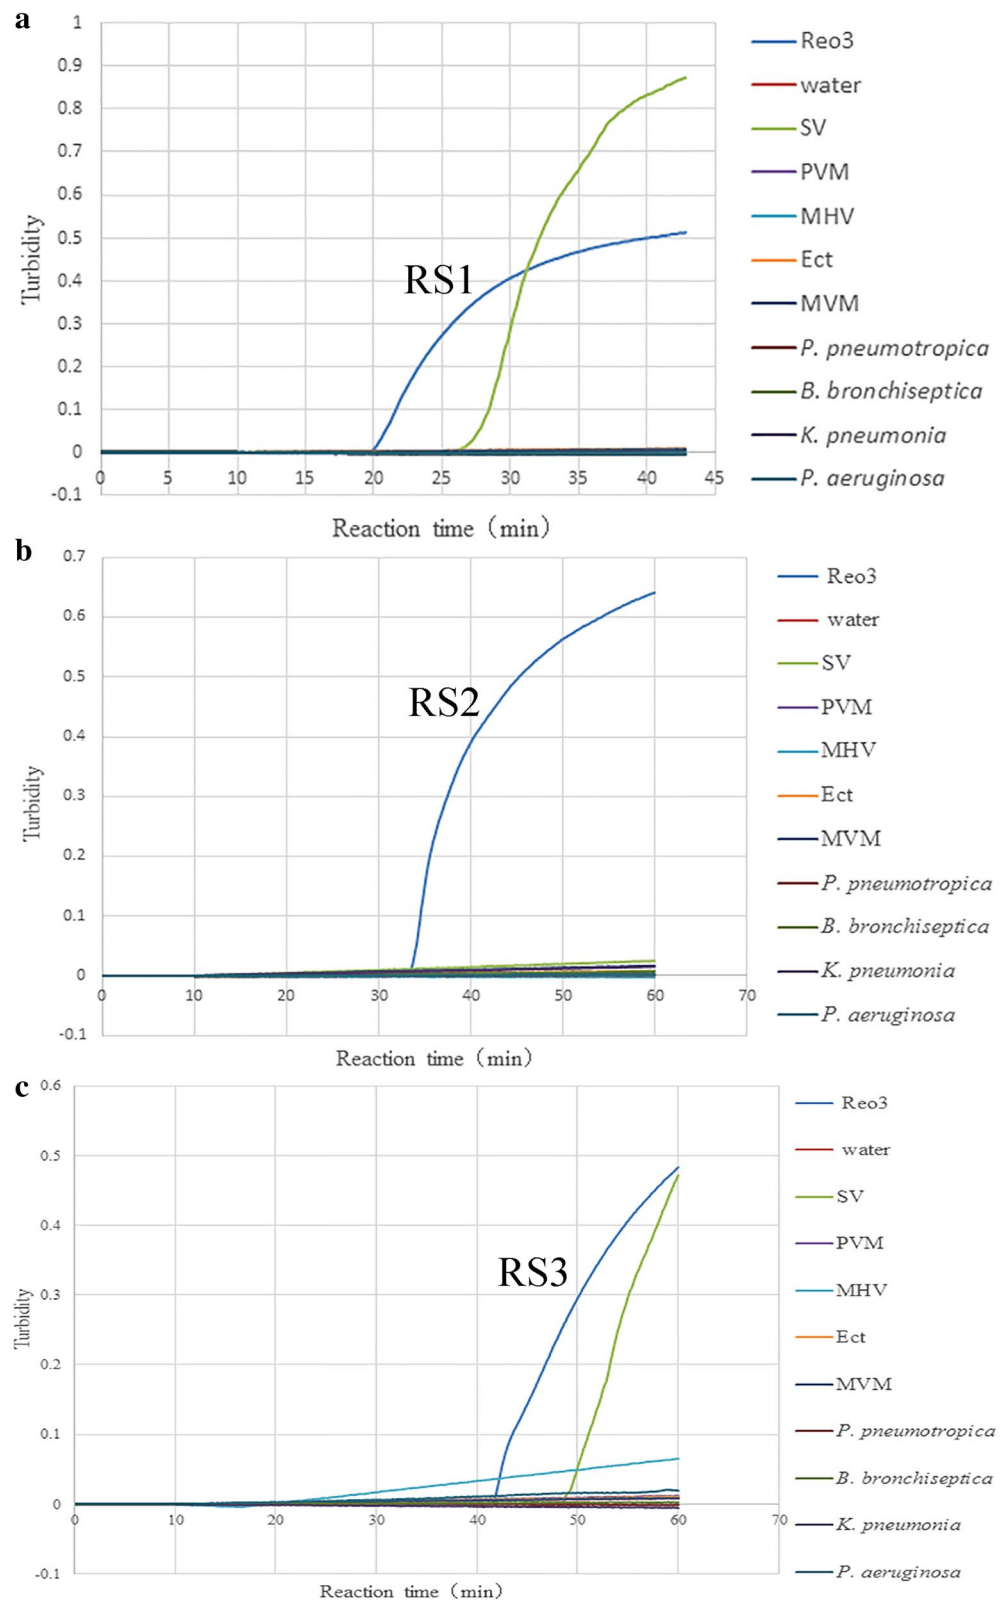 a
1
0.9
0.8
0.7
0.6
0.5
0.4
0.3
0.2
0.1
0
-0.1
Turbidity
RS1
0 5 10 15 20 25 30 35 40 45
Reaction time (min)
Reo3
water
SV
PVM
MHV
Ect
MVM
P. pneumotropica
B. bronchiseptica
K. pneumonia
P. aeruginosa
b
0.7
0.6
0.5
0.4
0.3
0.2
0.1
0
-0.1
Turbidity
RS2
0 10 20 30 40 50 60 70
Reaction time (min)
Reo3
water
SV
PVM
MHV
Ect
MVM
P. pneumotropica
B. bronchiseptica
K. pneumonia
P. aeruginosa
c
0.6
0.5
0.4
0.3
0.2
0.1
0
-0.1
Turbidity
RS3
0 10 20 30 40 50 60 70
Reaction time (min)
Reo3
water
SV
PVM
MHV
Ect
MVM
P. pneumotropica
B. bronchiseptica
K. pneumonia
P. aeruginosa